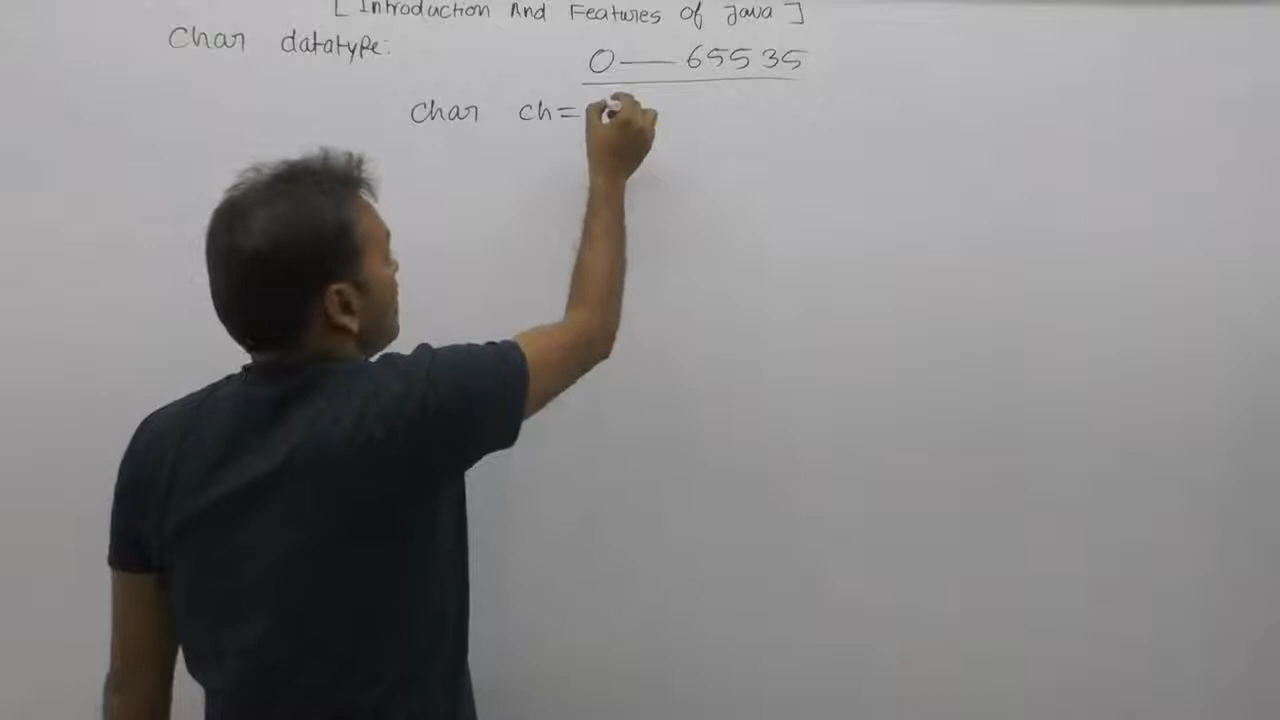 [ Introduction And Features Of Java ]
Char datatype:
0 — 65535
Char ch=